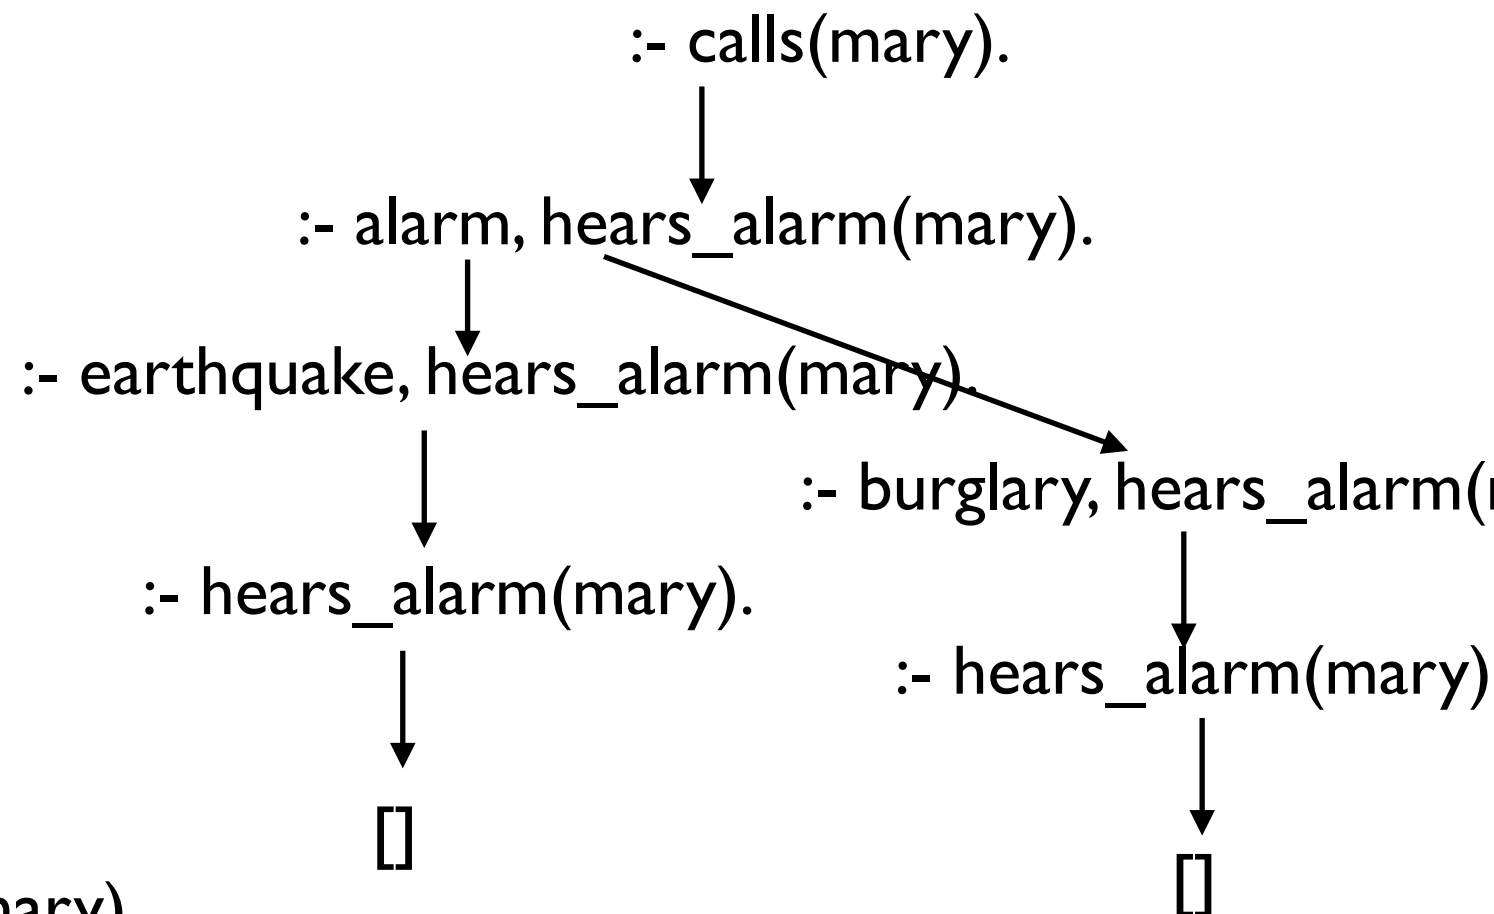 :- calls(mary).
:- alarm, hears_alarm(mary).
:- earthquake, hears_alarm(mary).
:- burglary, hears_alarm(
:- hears_alarm(mary).
:- hears_alarm(mary)
[]
[]